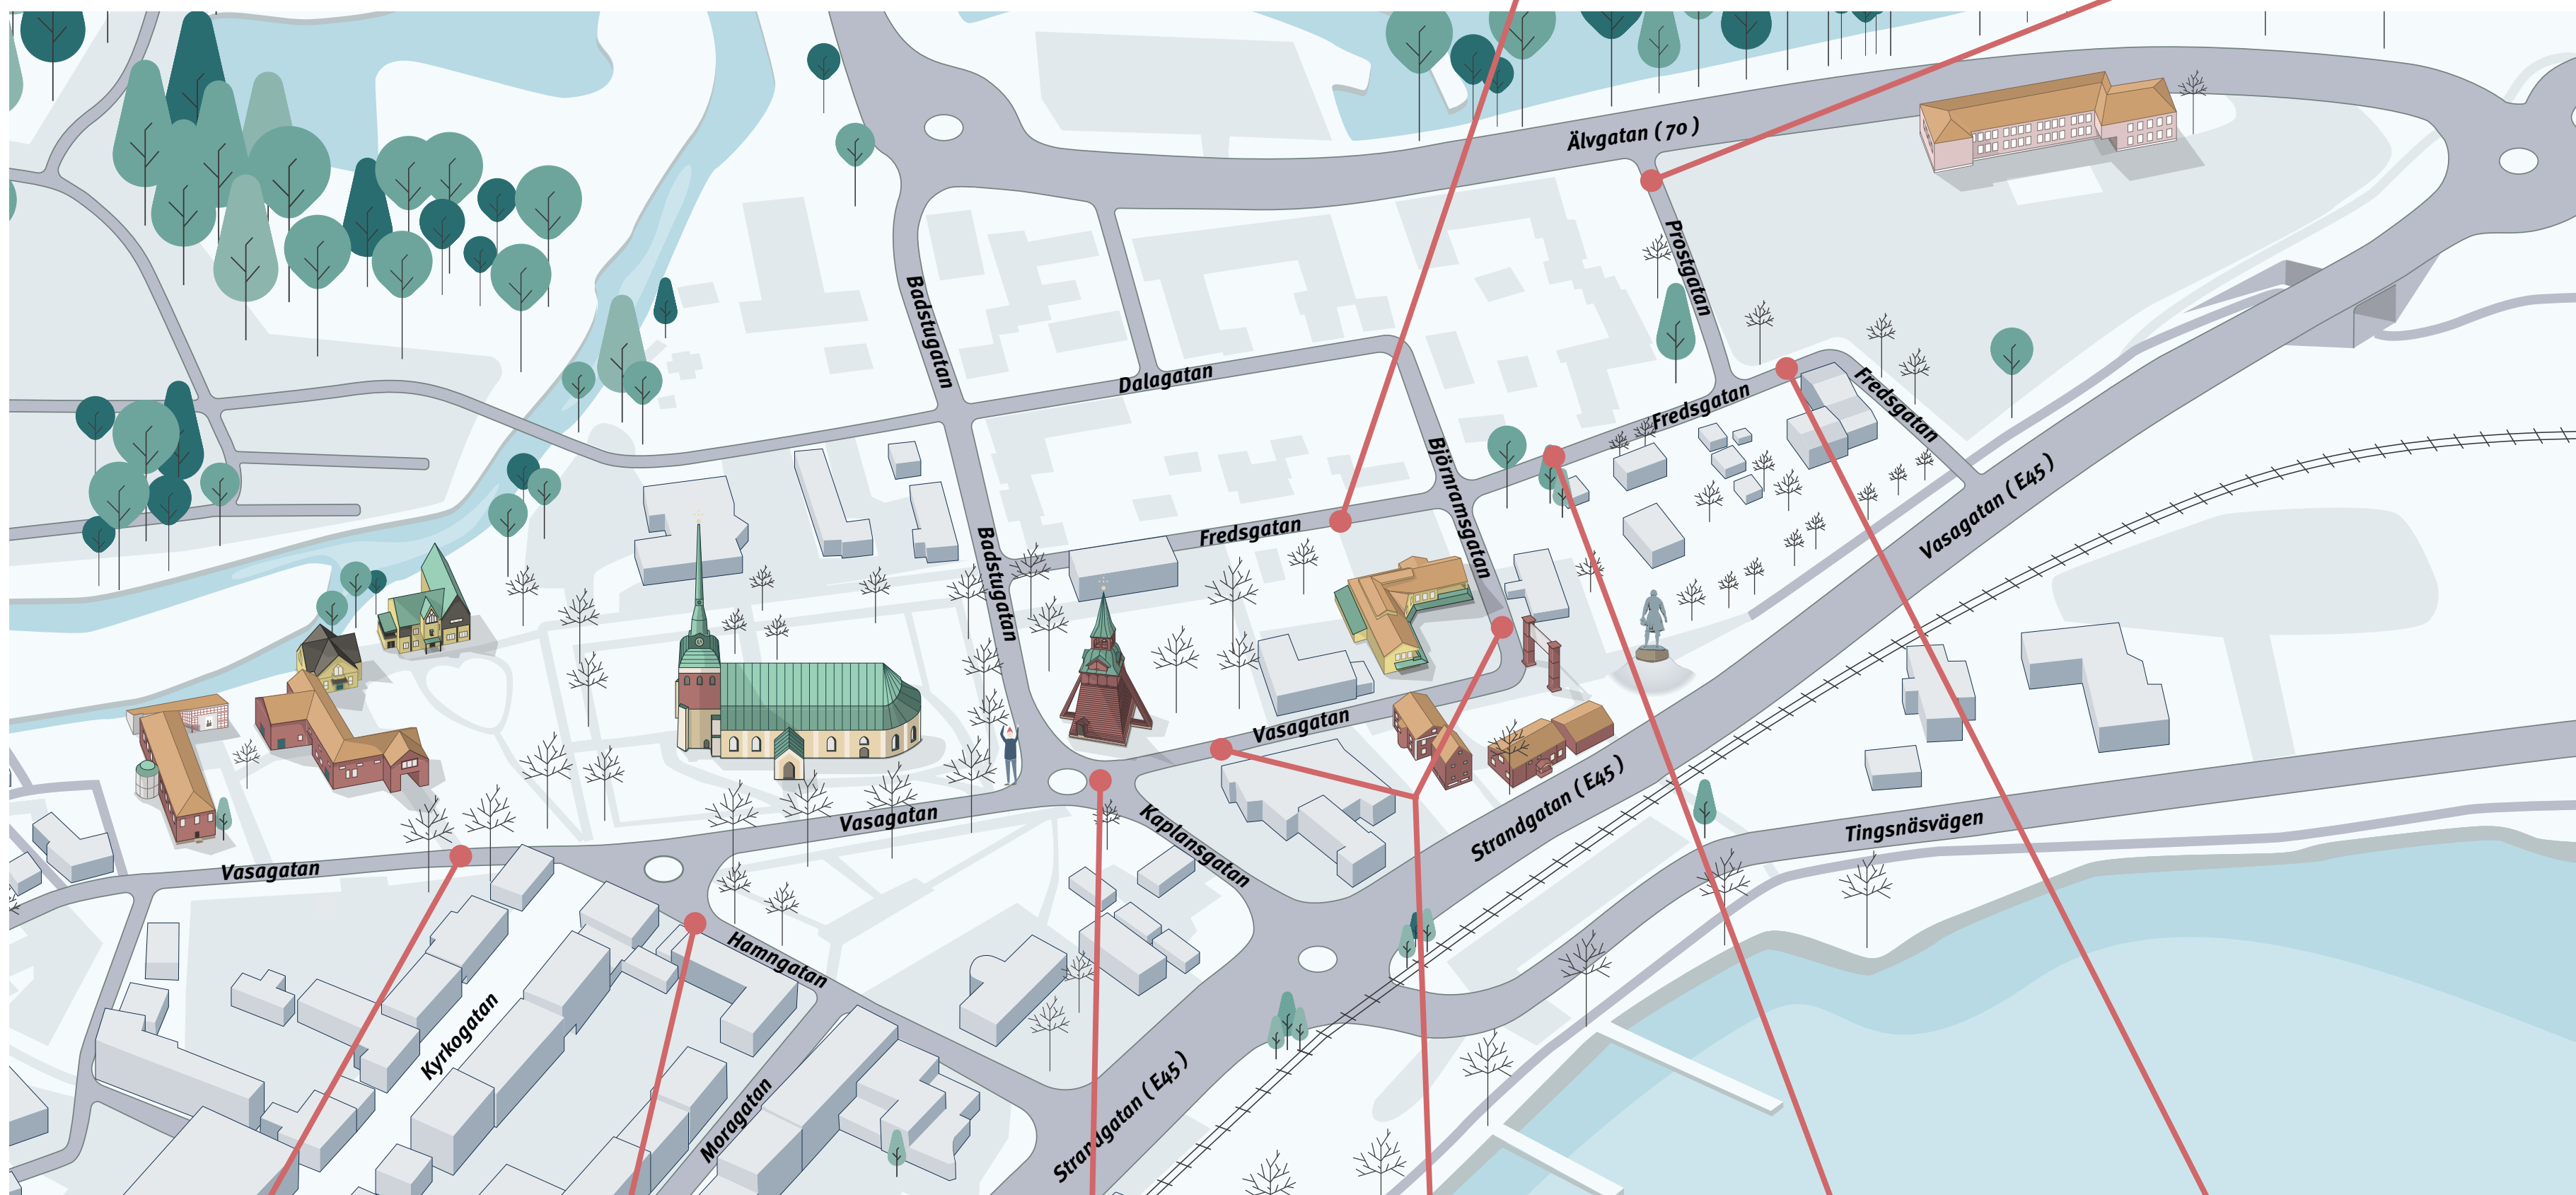 Älvgatan ( 70 )
Prostgatan
Badstugatan
Dalagatan
Fredsgatan
Fredsgatan
Björnramsgatan
Fredsgatan
Badstugatan
Vasagatan ( E45 )
Vasagatan
Strandgatan ( E45 )
Vasagatan
Kaplansgatan
Tingsnäsvägen
Vasagatan
Hamngatan
Kyrkogatan
Moragatan
Strandgatan ( E45 )